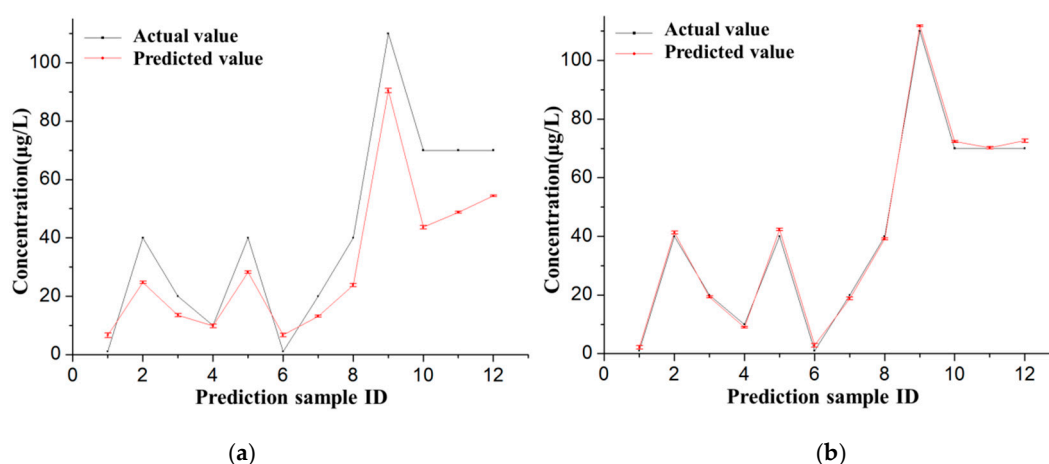 Actual value
Predicted value
Concentration(µg/L)
100
80
60
40
20
0
0 2 4 6 8 10 12
Prediction sample ID
(a)
Actual value
Predicted value
Concentration(µg/L)
100
80
60
40
20
0
0 2 4 6 8 10 12
Prediction sample ID
(b)